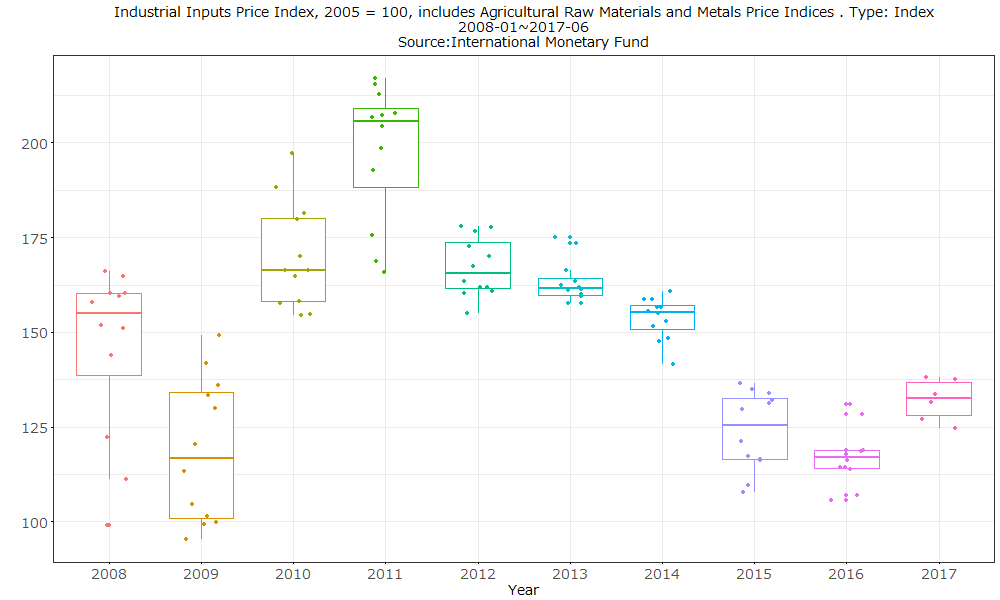 Industrial Inputs Price Index, 2005 = 100, includes Agricultural Raw Materials and Metals Price Indices . Type: Index
2008-01~2017-06
Source:International Monetary Fund
200
175
150
125
100
2008 2009 2010 2011 2012 2013 2014 2015 2016 2017
Year